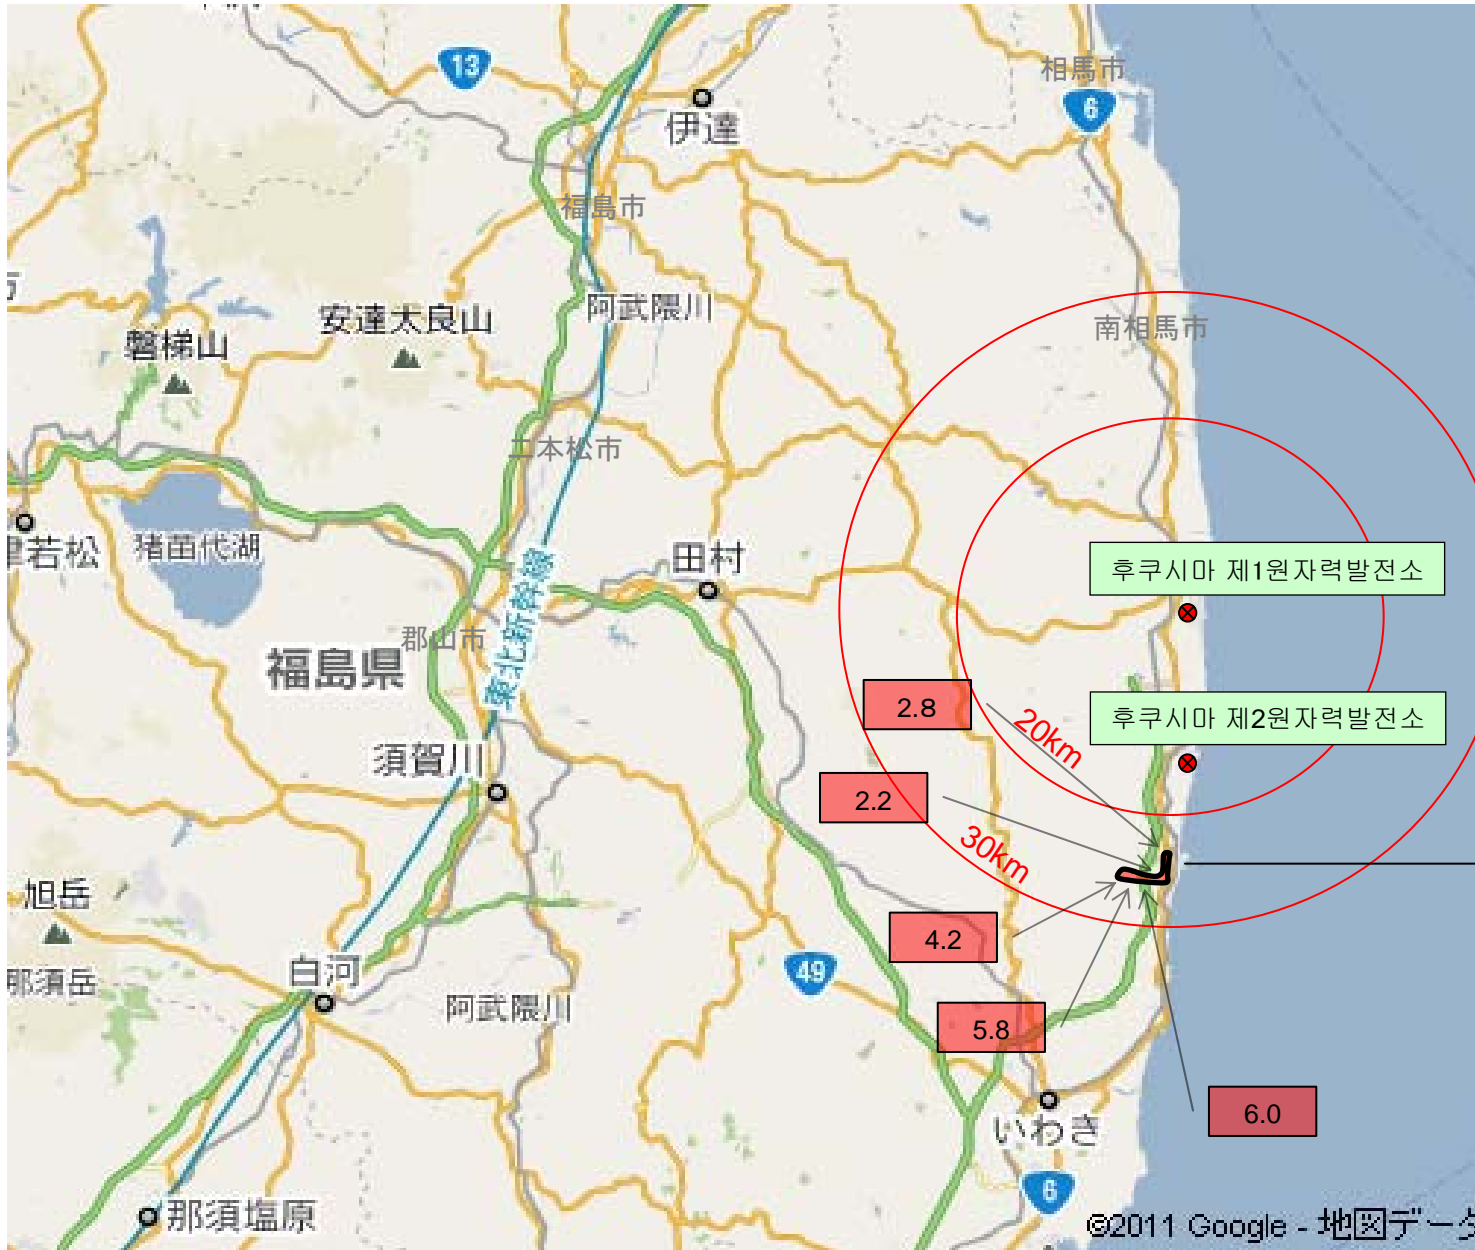 13
相馬市
6
伊達
福島市
阿武隈川
安達太良山
磐梯山
南相馬市
二本松市
猪苗代湖
若松
東北新幹線
田村
후쿠시마 제1원자력발전소
郡山市
福島県
2.8
20km
후쿠시마 제2원자력발전소
須賀川
2.2
30km
旭岳
4.2
白河
49
那須岳
阿武隈川
5.8
6.0
いわき
6
那須塩原
©2011 Google - 地図データ